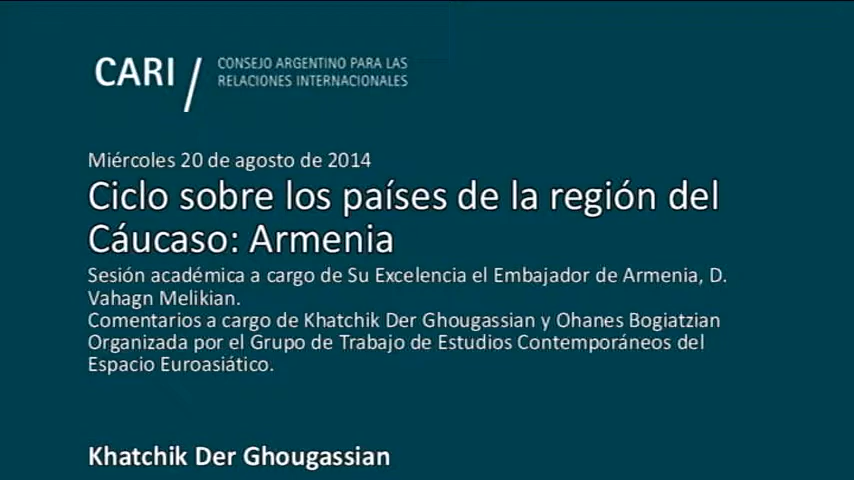 CARI / CONSEJO ARGENTINO PARA LAS
RELACIONES INTERNACIONALES
Miércoles 20 de agosto de 2014
Ciclo sobre los países de la región del
Cáucaso: Armenia
Sesión académica a cargo de Su Excelencia el Embajador de Armenia, D.
Vahagn Melikian.
Comentarios a cargo de Khatchik Der Ghougassian y Ohanes Bogiatzian
Organizada por el Grupo de Trabajo de Estudios Contemporáneos del
Espacio Euroasiático.
Khatchik Der Ghougassian